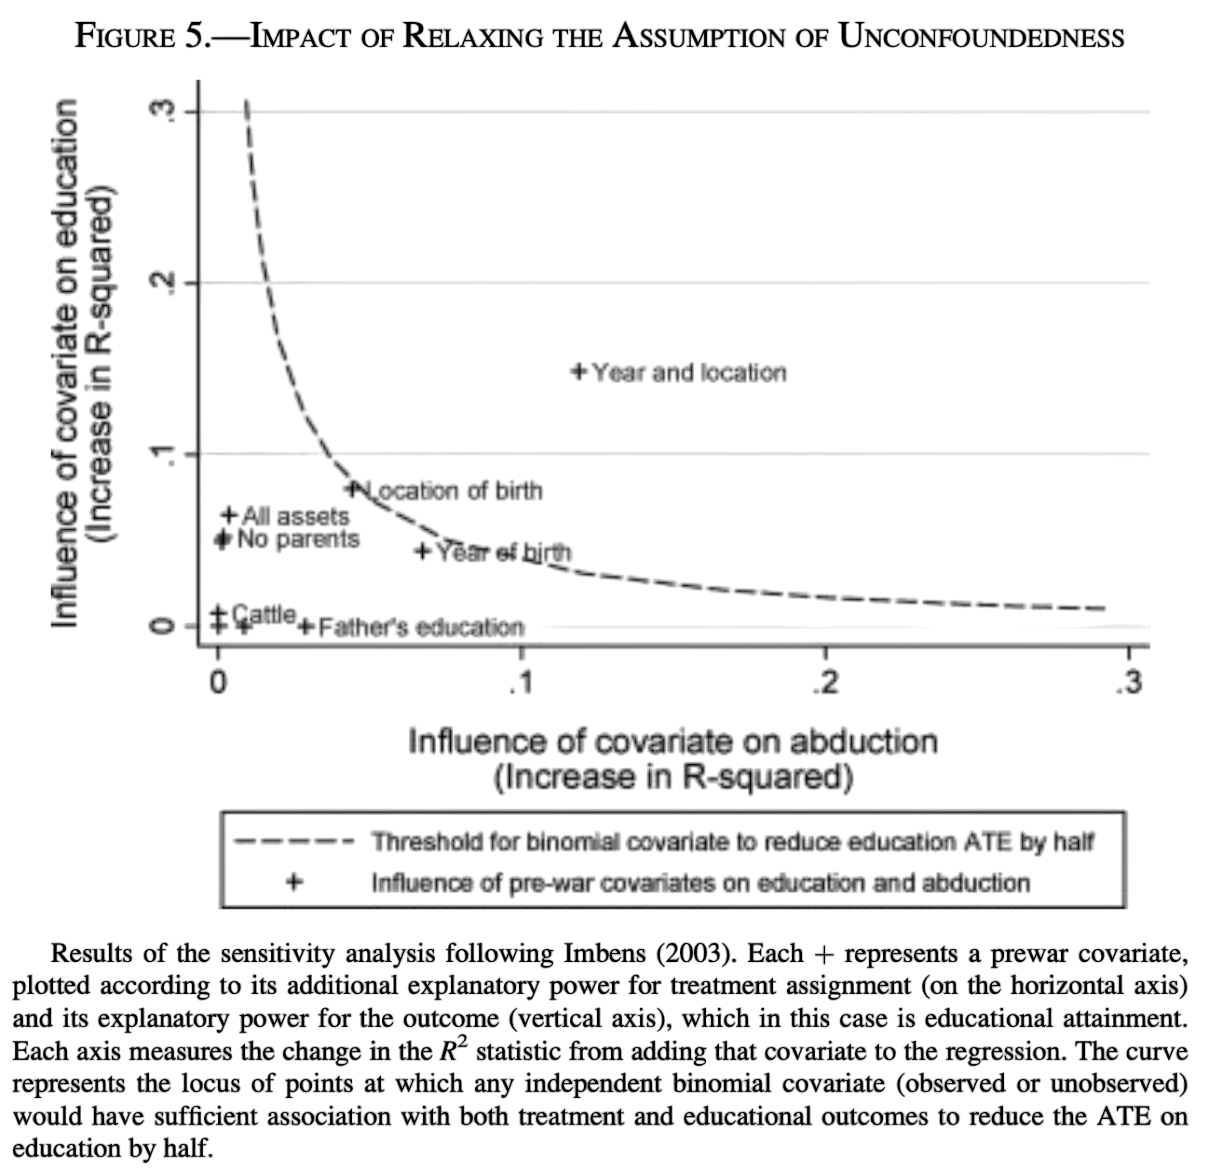 FIGURE 5.—IMPACT OF RELAXING THE ASSUMPTION OF UNCONFOUNDEDNESS
Influence of covariate on education
(Increase in R-squared)
.3
.2
.1
0
+ Year and location
+ Location of birth
+ All assets
+ No parents
+ Year of birth
+ Cattle
+ Father's education
0 .1 .2 .3
Influence of covariate on abduction
(Increase in R-squared)
Threshold for binomial covariate to reduce education ATE by half
+ Influence of pre-war covariates on education and abduction
Results of the sensitivity analysis following Imbens (2003). Each + represents a prewar covariate,
plotted according to its additional explanatory power for treatment assignment (on the horizontal axis)
and its explanatory power for the outcome (vertical axis), which in this case is educational attainment.
Each axis measures the change in the R² statistic from adding that covariate to the regression. The curve
represents the locus of points at which any independent binomial covariate (observed or unobserved)
would have sufficient association with both treatment and educational outcomes to reduce the ATE on
education by half.